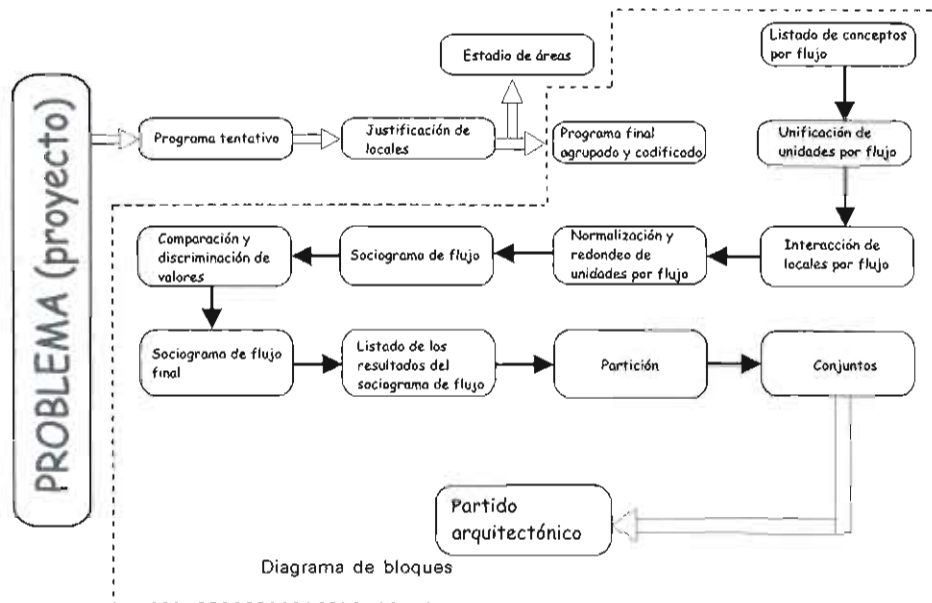 PROBLEMA (proyecto)
Estadio de áreas
Programa tentativo
Justificación de
locales
Programa final
agrupado y codificado
Listado de conceptos
por flujo
Unificación de
unidades por flujo
Interacción de
locales por flujo
Normalización y
redondeo de
unidades por flujo
Sociograma de flujo
Comparación y
discriminación de
valores
Sociograma de flujo
final
Listado de los
resultados del
sociograma de flujo
Partición
Conjuntos
Partido
arquitectónico
Diagrama de bloques